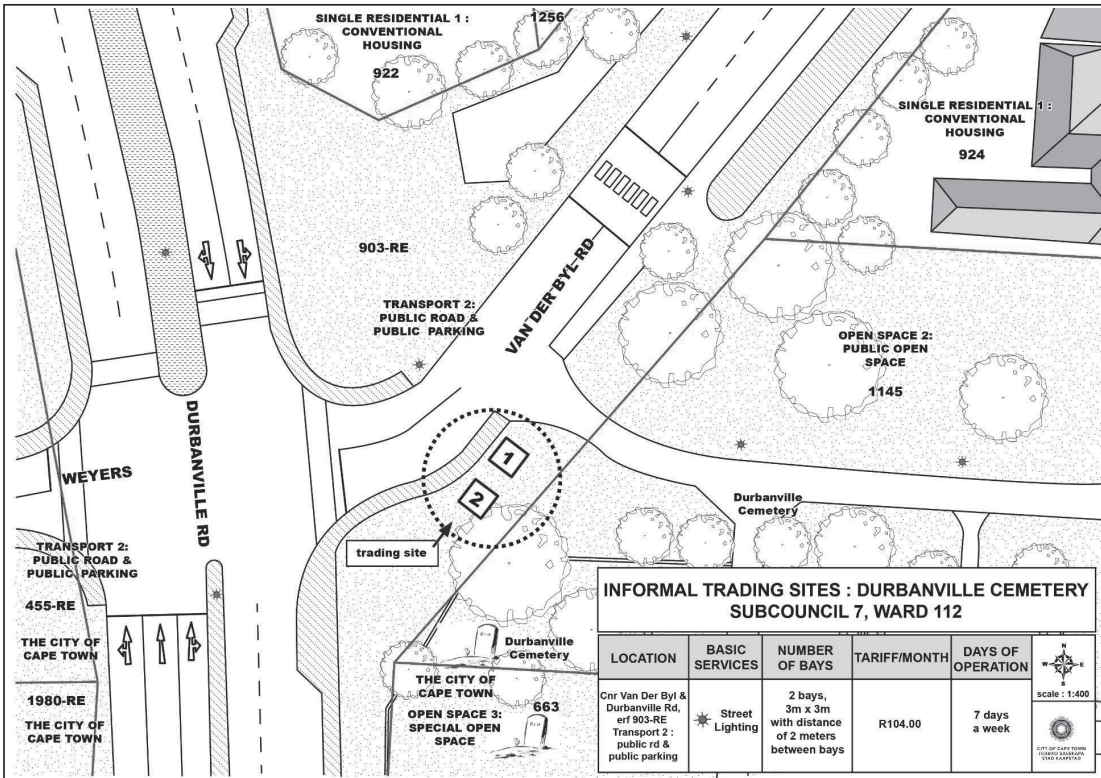 SINGLE RESIDENTIAL 1 :
CONVENTIONAL
HOUSING
922
1256
SINGLE RESIDENTIAL 1 :
CONVENTIONAL
HOUSING
924
903-RE
TRANSPORT 2:
PUBLIC ROAD &
PUBLIC PARKING
VAN DER BYL RD
OPEN SPACE 2:
PUBLIC OPEN
SPACE
1145
DURBANVILLE RD
WEYERS
1
2
trading site
Durbanville
Cemetery
TRANSPORT 2:
PUBLIC ROAD &
PUBLIC PARKING
455-RE
THE CITY OF
CAPE TOWN
1980-RE
THE CITY OF
CAPE TOWN
Durbanville
Cemetery
THE CITY OF
CAPE TOWN
663
OPEN SPACE 3:
SPECIAL OPEN
SPACE
R.I.P
R.I.P
INFORMAL TRADING SITES : DURBANVILLE CEMETERY
SUBCOUNCIL 7, WARD 112
LOCATION
BASIC
SERVICES
NUMBER
OF BAYS
TARIFF/MONTH
DAYS OF
OPERATION
Cnr Van Der Byl &
Durbanville Rd,
erf 903-RE
Transport 2 :
public rd &
public parking
Street
Lighting
2 bays,
3m x 3m
with distance
of 2 meters
between bays
R104.00
7 days
a week
N
W E
S
scale : 1:400
CITY OF CAPE TOWN
ISIXEKO SASEKAPA
STAD KAAPSTAD